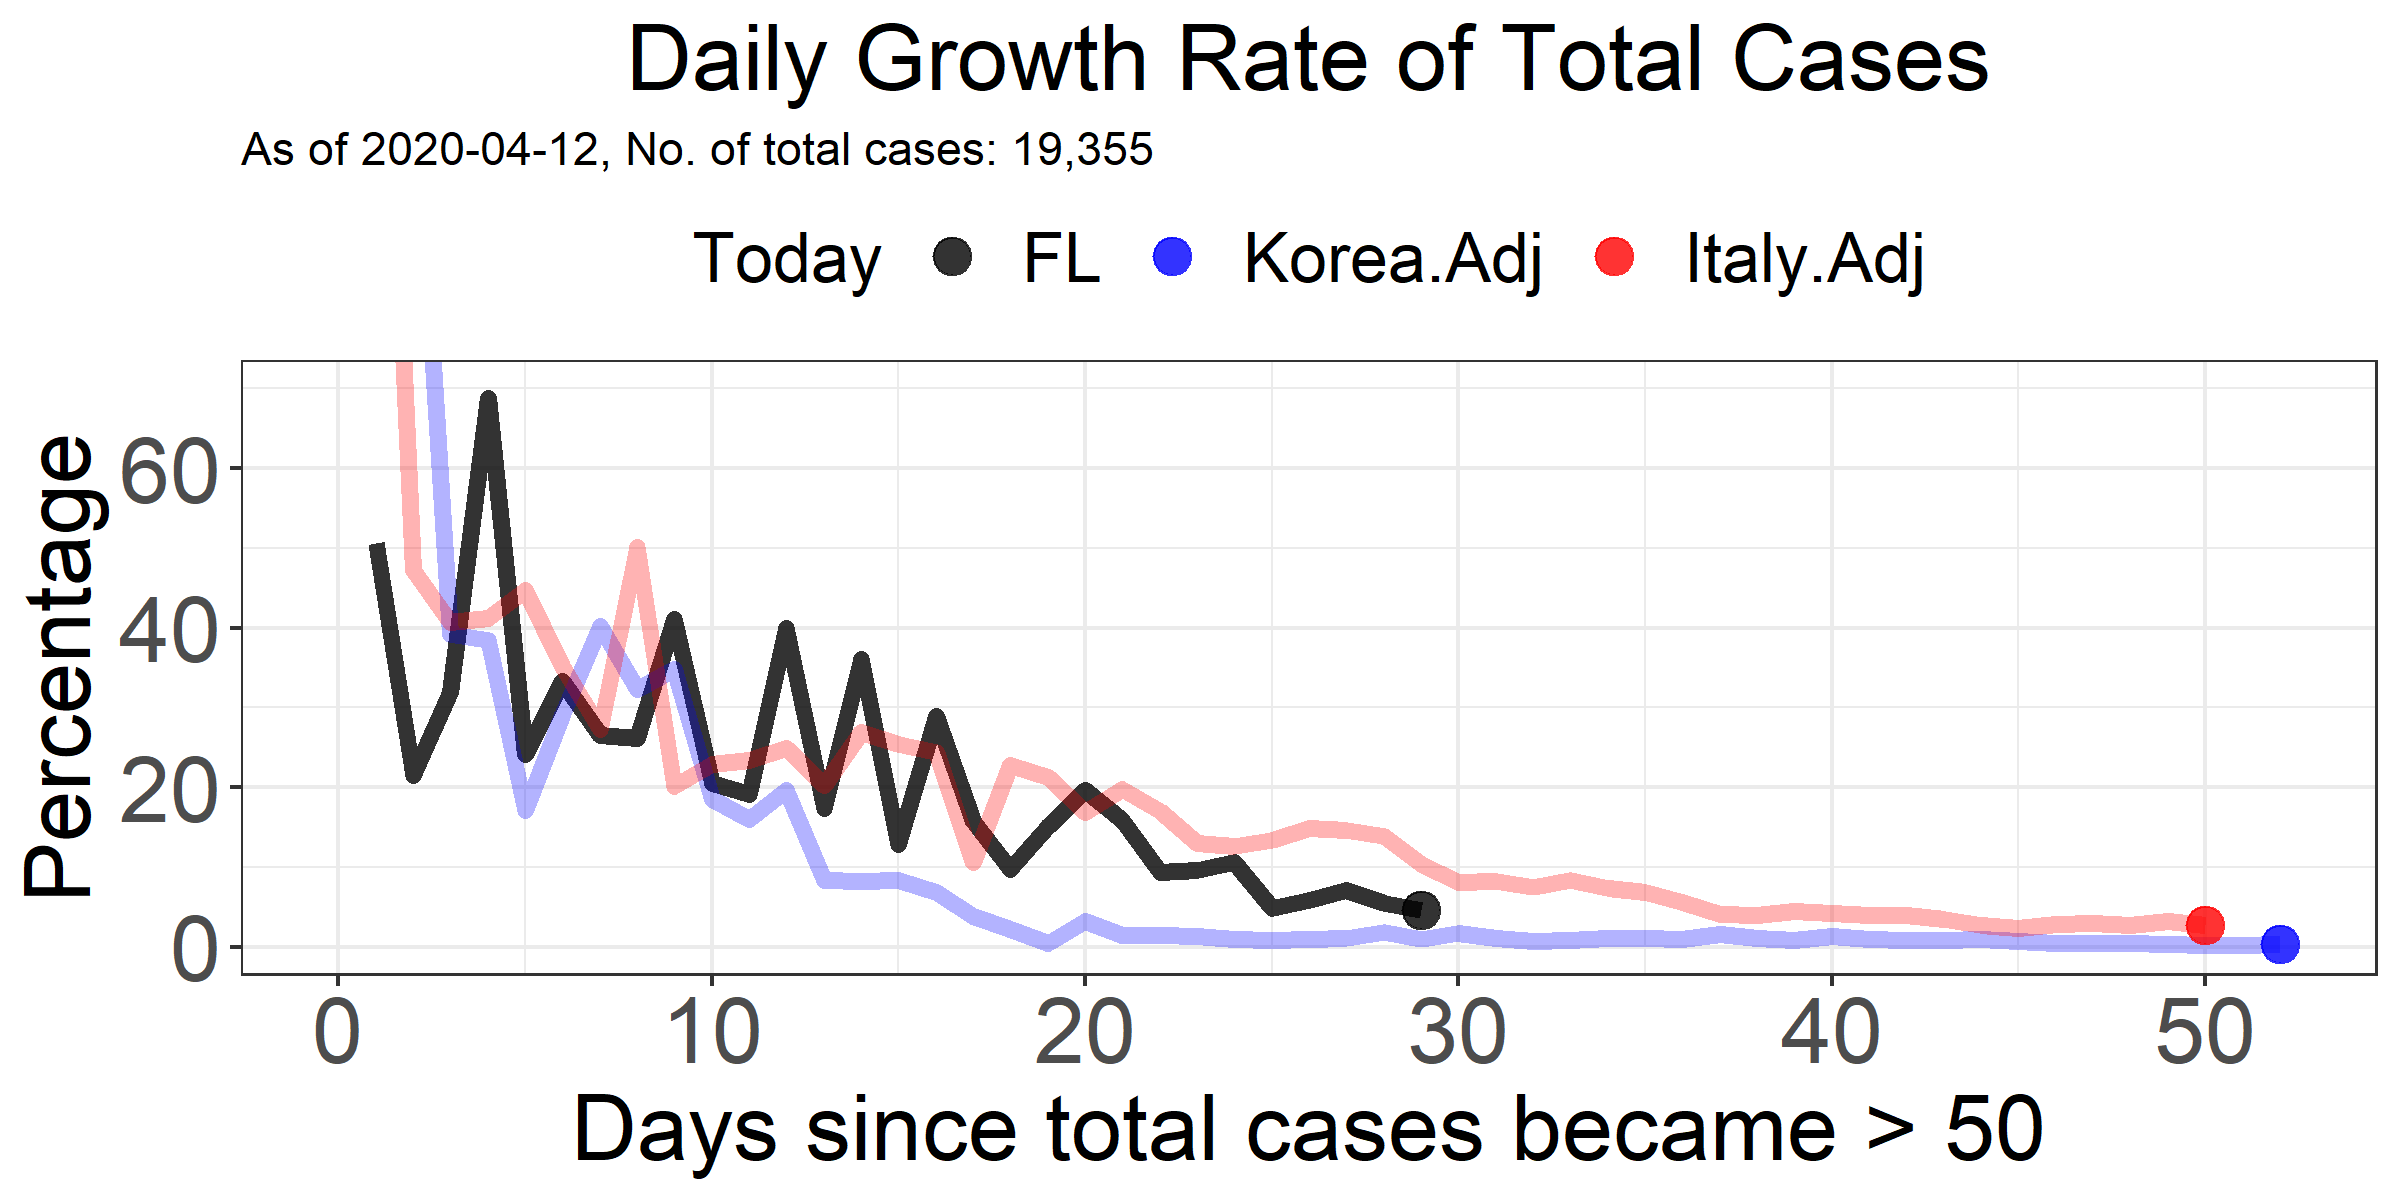 Daily Growth Rate of Total Cases
As of 2020-04-12, No. of total cases: 19,355
Today FL Korea.Adj Italy.Adj
Percentage
60
40
20
0
0 10 20 30 40 50
Days since total cases became > 50